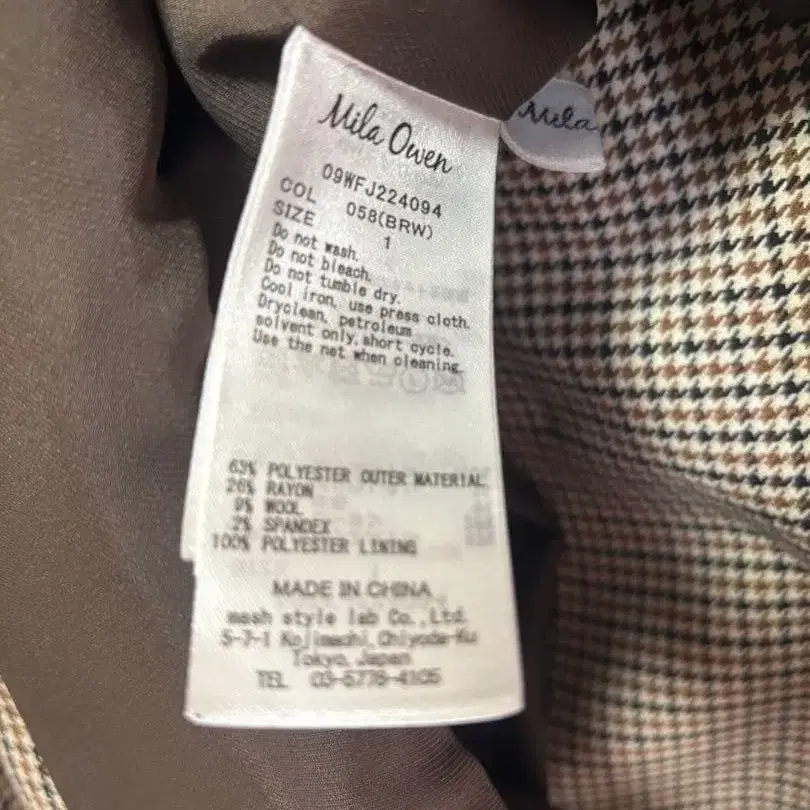 Mila Owen
Mila
09WFJ224094
COL 058(BRW)
SIZE 1
Do not wash.
Do not bleach.
Do not tumble dry.
Cool iron, use press cloth.
Dryclean, petroleum
solvent only, short cycle.
Use the net when cleaning.
63% POLYESTER OUTER MATERIAL
26% RAYON
9% WOOL
2% SPANDEX
100% POLYESTER LINING
MADE IN CHINA
mash style lab Co., Ltd.
5-7-1 Kojimachi, Chiyoda-Ku
Tokyo, Japan
TEL 03-5778-4105